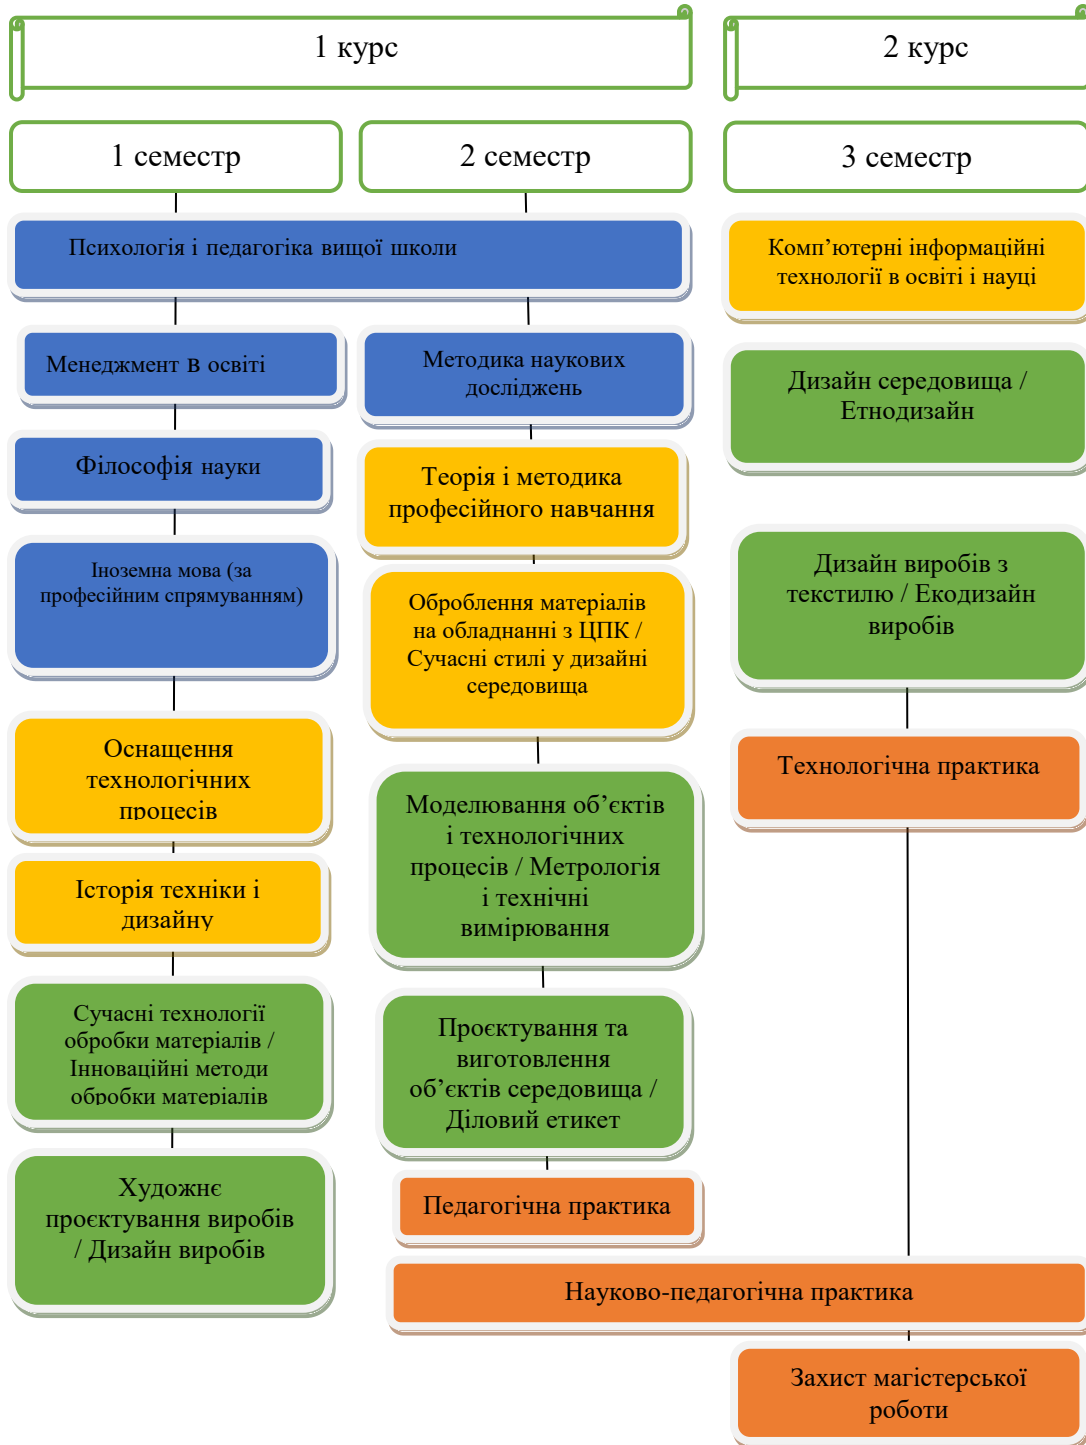 1 курс
2 курс
1 семестр
2 семестр
3 семестр
Психологія і педагогіка вищої школи
Менеджмент в освіті
Філософія науки
Іноземна мова (за
професійним спрямуванням)
Оснащення
технологічних
процесів
Історія техніки і
дизайну
Сучасні технології
обробки матеріалів /
Інноваційні методи
обробки матеріалів
Художнє
проєктування виробів
/ Дизайн виробів
Методика наукових
досліджень
Теорія і методика
професійного навчання
Оброблення матеріалів
на обладнанні з ЦПК /
Сучасні стилі у дизайні
середовища
Моделювання об’єктів
і технологічних
процесів / Метрологія
і технічні
вимірювання
Проєктування та
виготовлення
об’єктів середовища /
Діловий етикет
Педагогічна практика
Комп’ютерні інформаційні
технології в освіті і науці
Дизайн середовища /
Етнодизайн
Дизайн виробів з
текстилю / Екодизайн
виробів
Технологічна практика
Науково-педагогічна практика
Захист магістерської
роботи